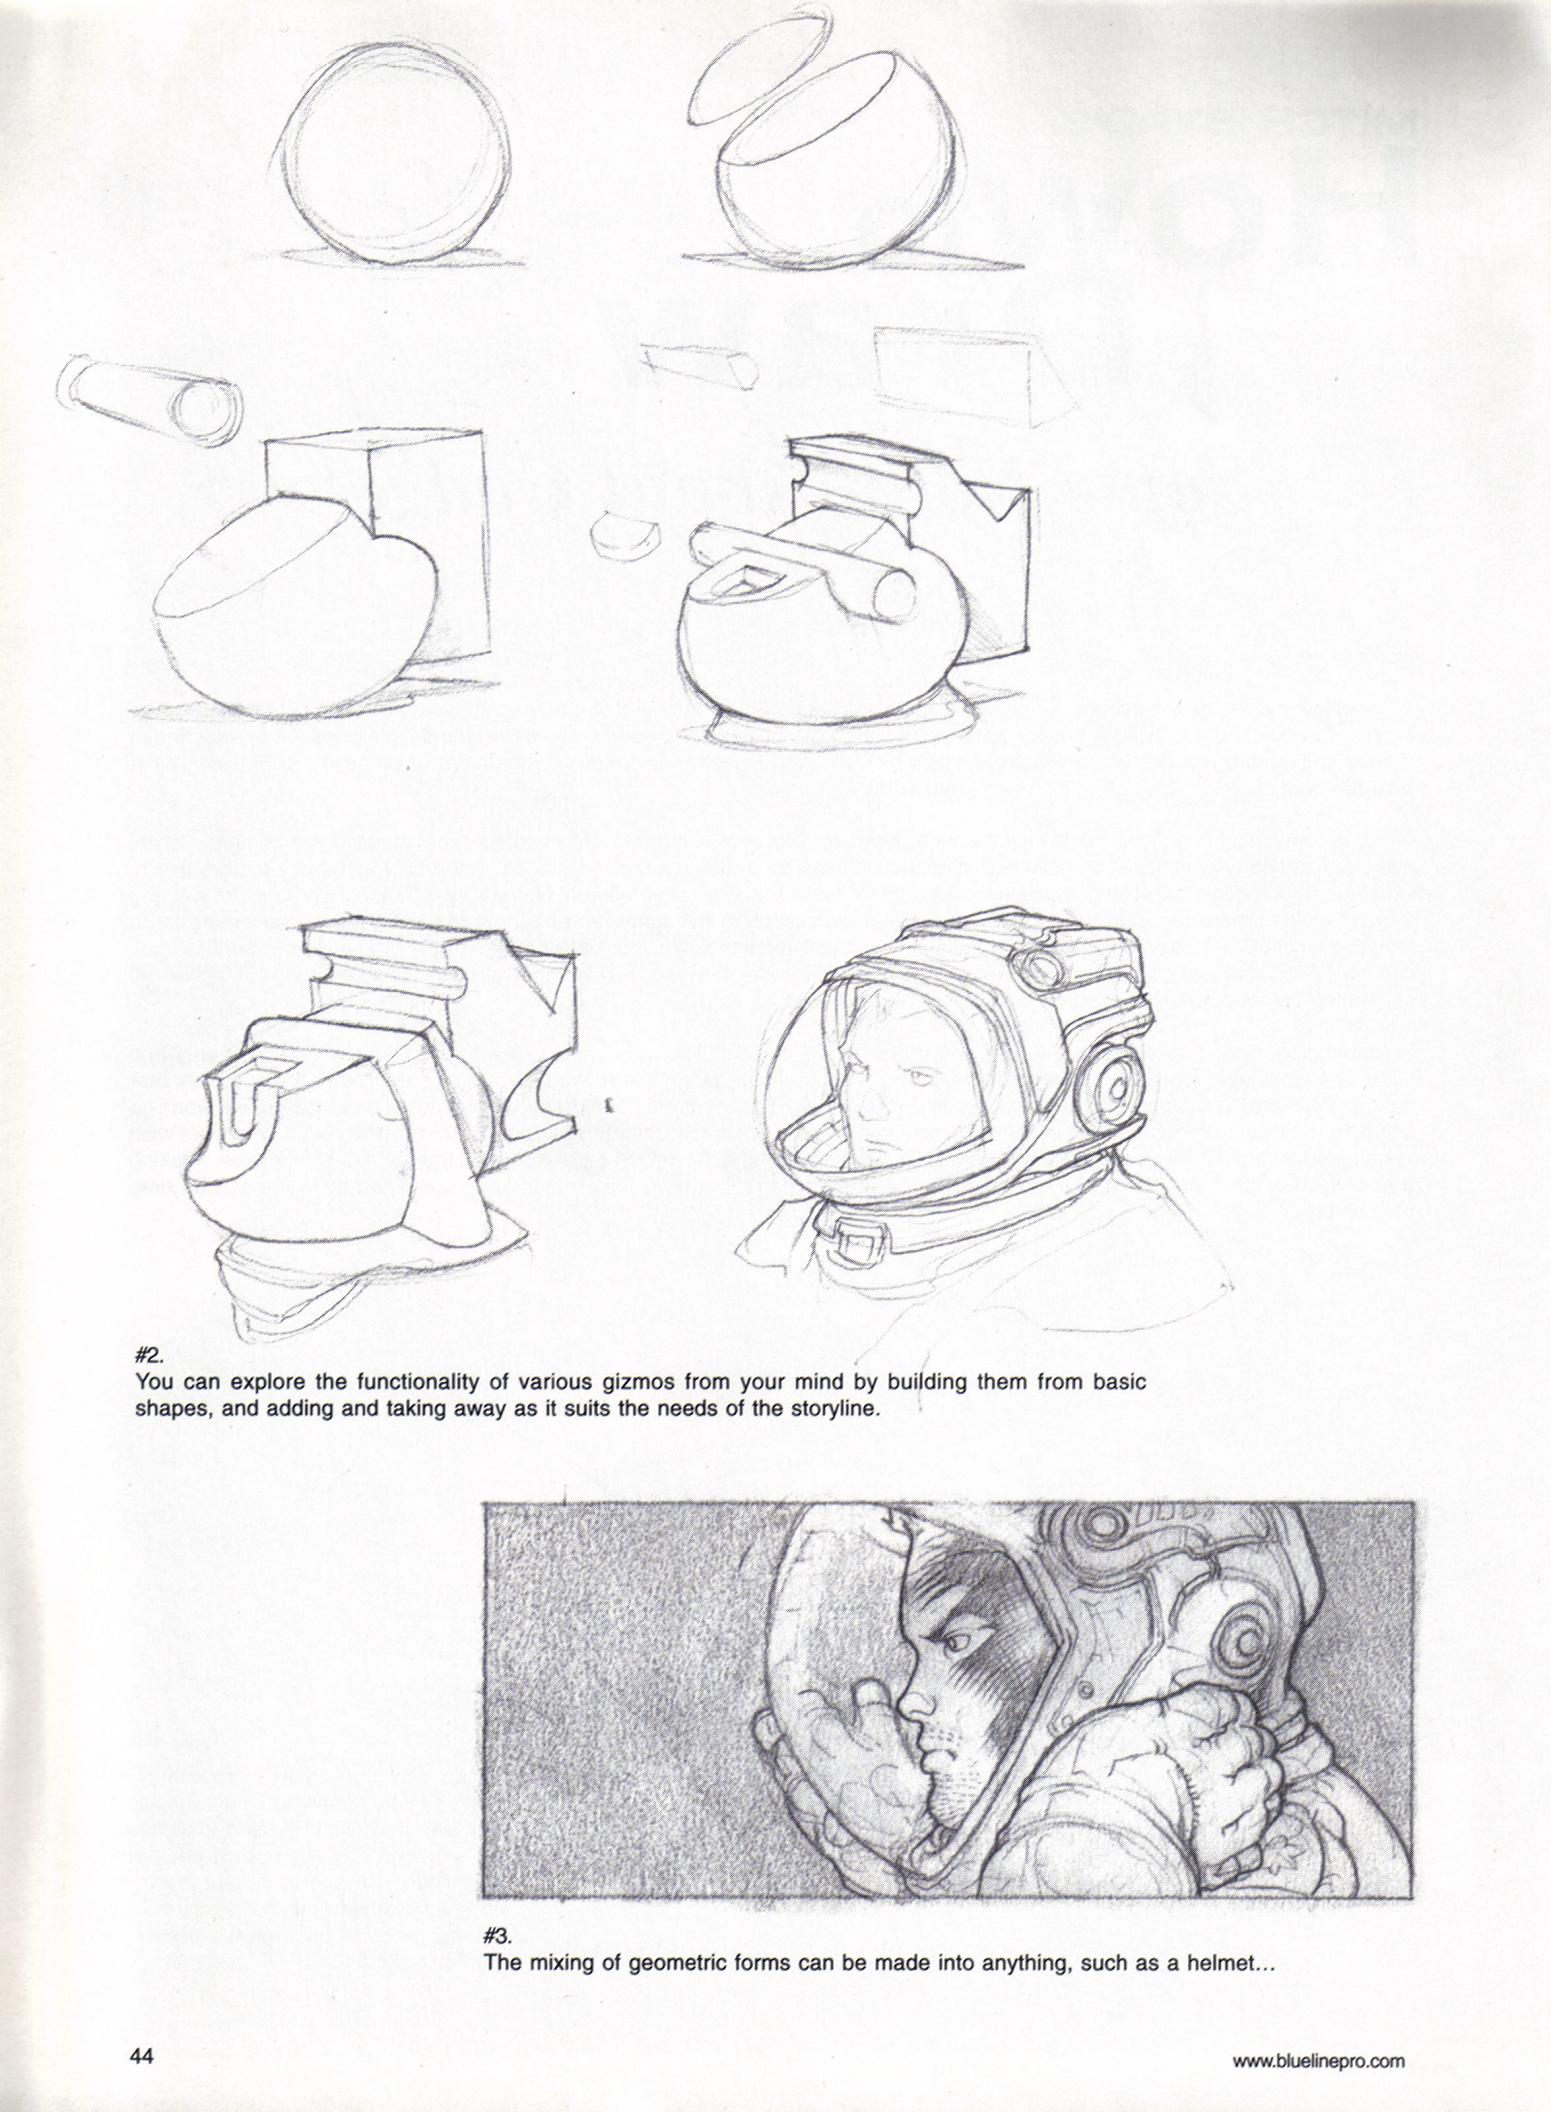 #2.
You can explore the functionality of various gizmos from your mind by building them from basic
shapes, and adding and taking away as it suits the needs of the storyline.
#3.
The mixing of geometric forms can be made into anything, such as a helmet...
44
www.bluelinepro.com